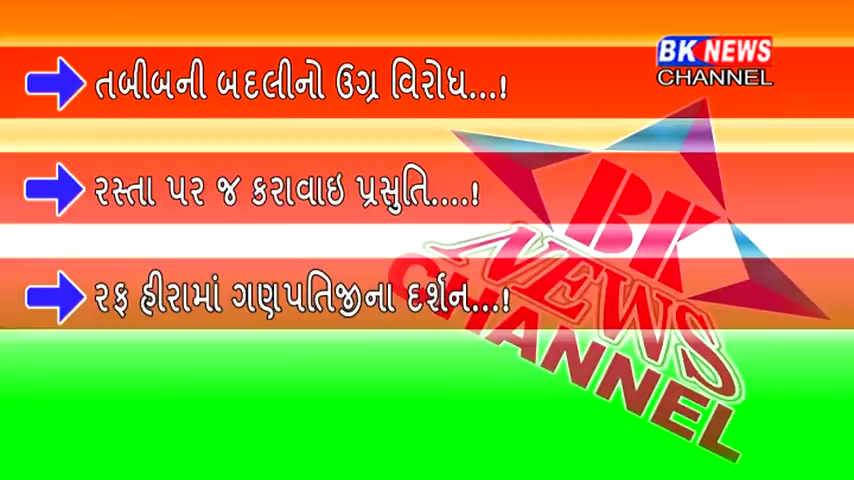 BK NEWS
CHANNEL
તબીબની બદલીનો ઉગ્ર વિરોધ...!
રસ્તા પર જ કરાવાઇ પ્રસુતિ....!
રફ હીરામાં ગણપતિજીના દર્શન...!
BK
NEWS
CHANNEL